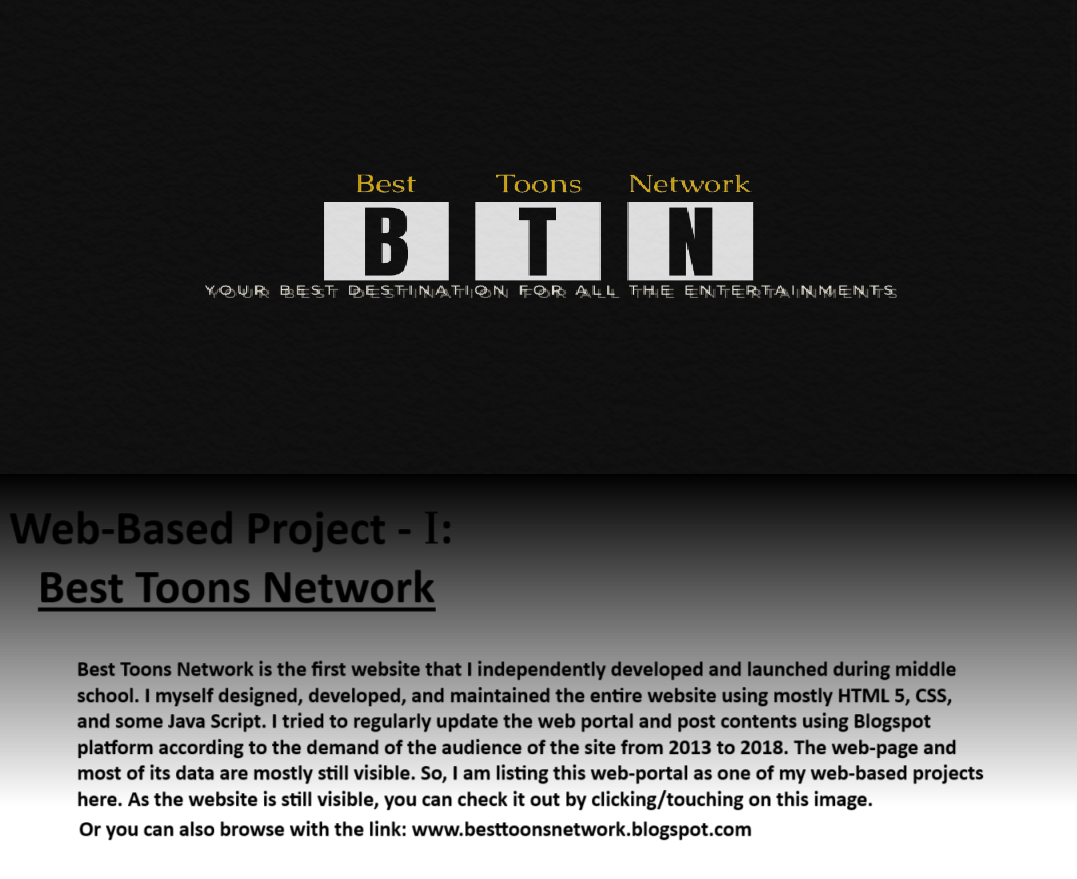 Best Toons Network
B T N
YOUR BEST DESTINATION FOR ALL THE ENTERTAINMENTS
Web-Based Project - I:
Best Toons Network
Best Toons Network is the first website that I independently developed and launched during middle
school. I myself designed, developed, and maintained the entire website using mostly HTML 5, CSS,
and some Java Script. I tried to regularly update the web portal and post contents using Blogspot
platform according to the demand of the audience of the site from 2013 to 2018. The web-page and
most of its data are mostly still visible. So, I am listing this web-portal as one of my web-based projects
here. As the website is still visible, you can check it out by clicking/touching on this image.
Or you can also browse with the link: www.besttoonsnetwork.blogspot.com